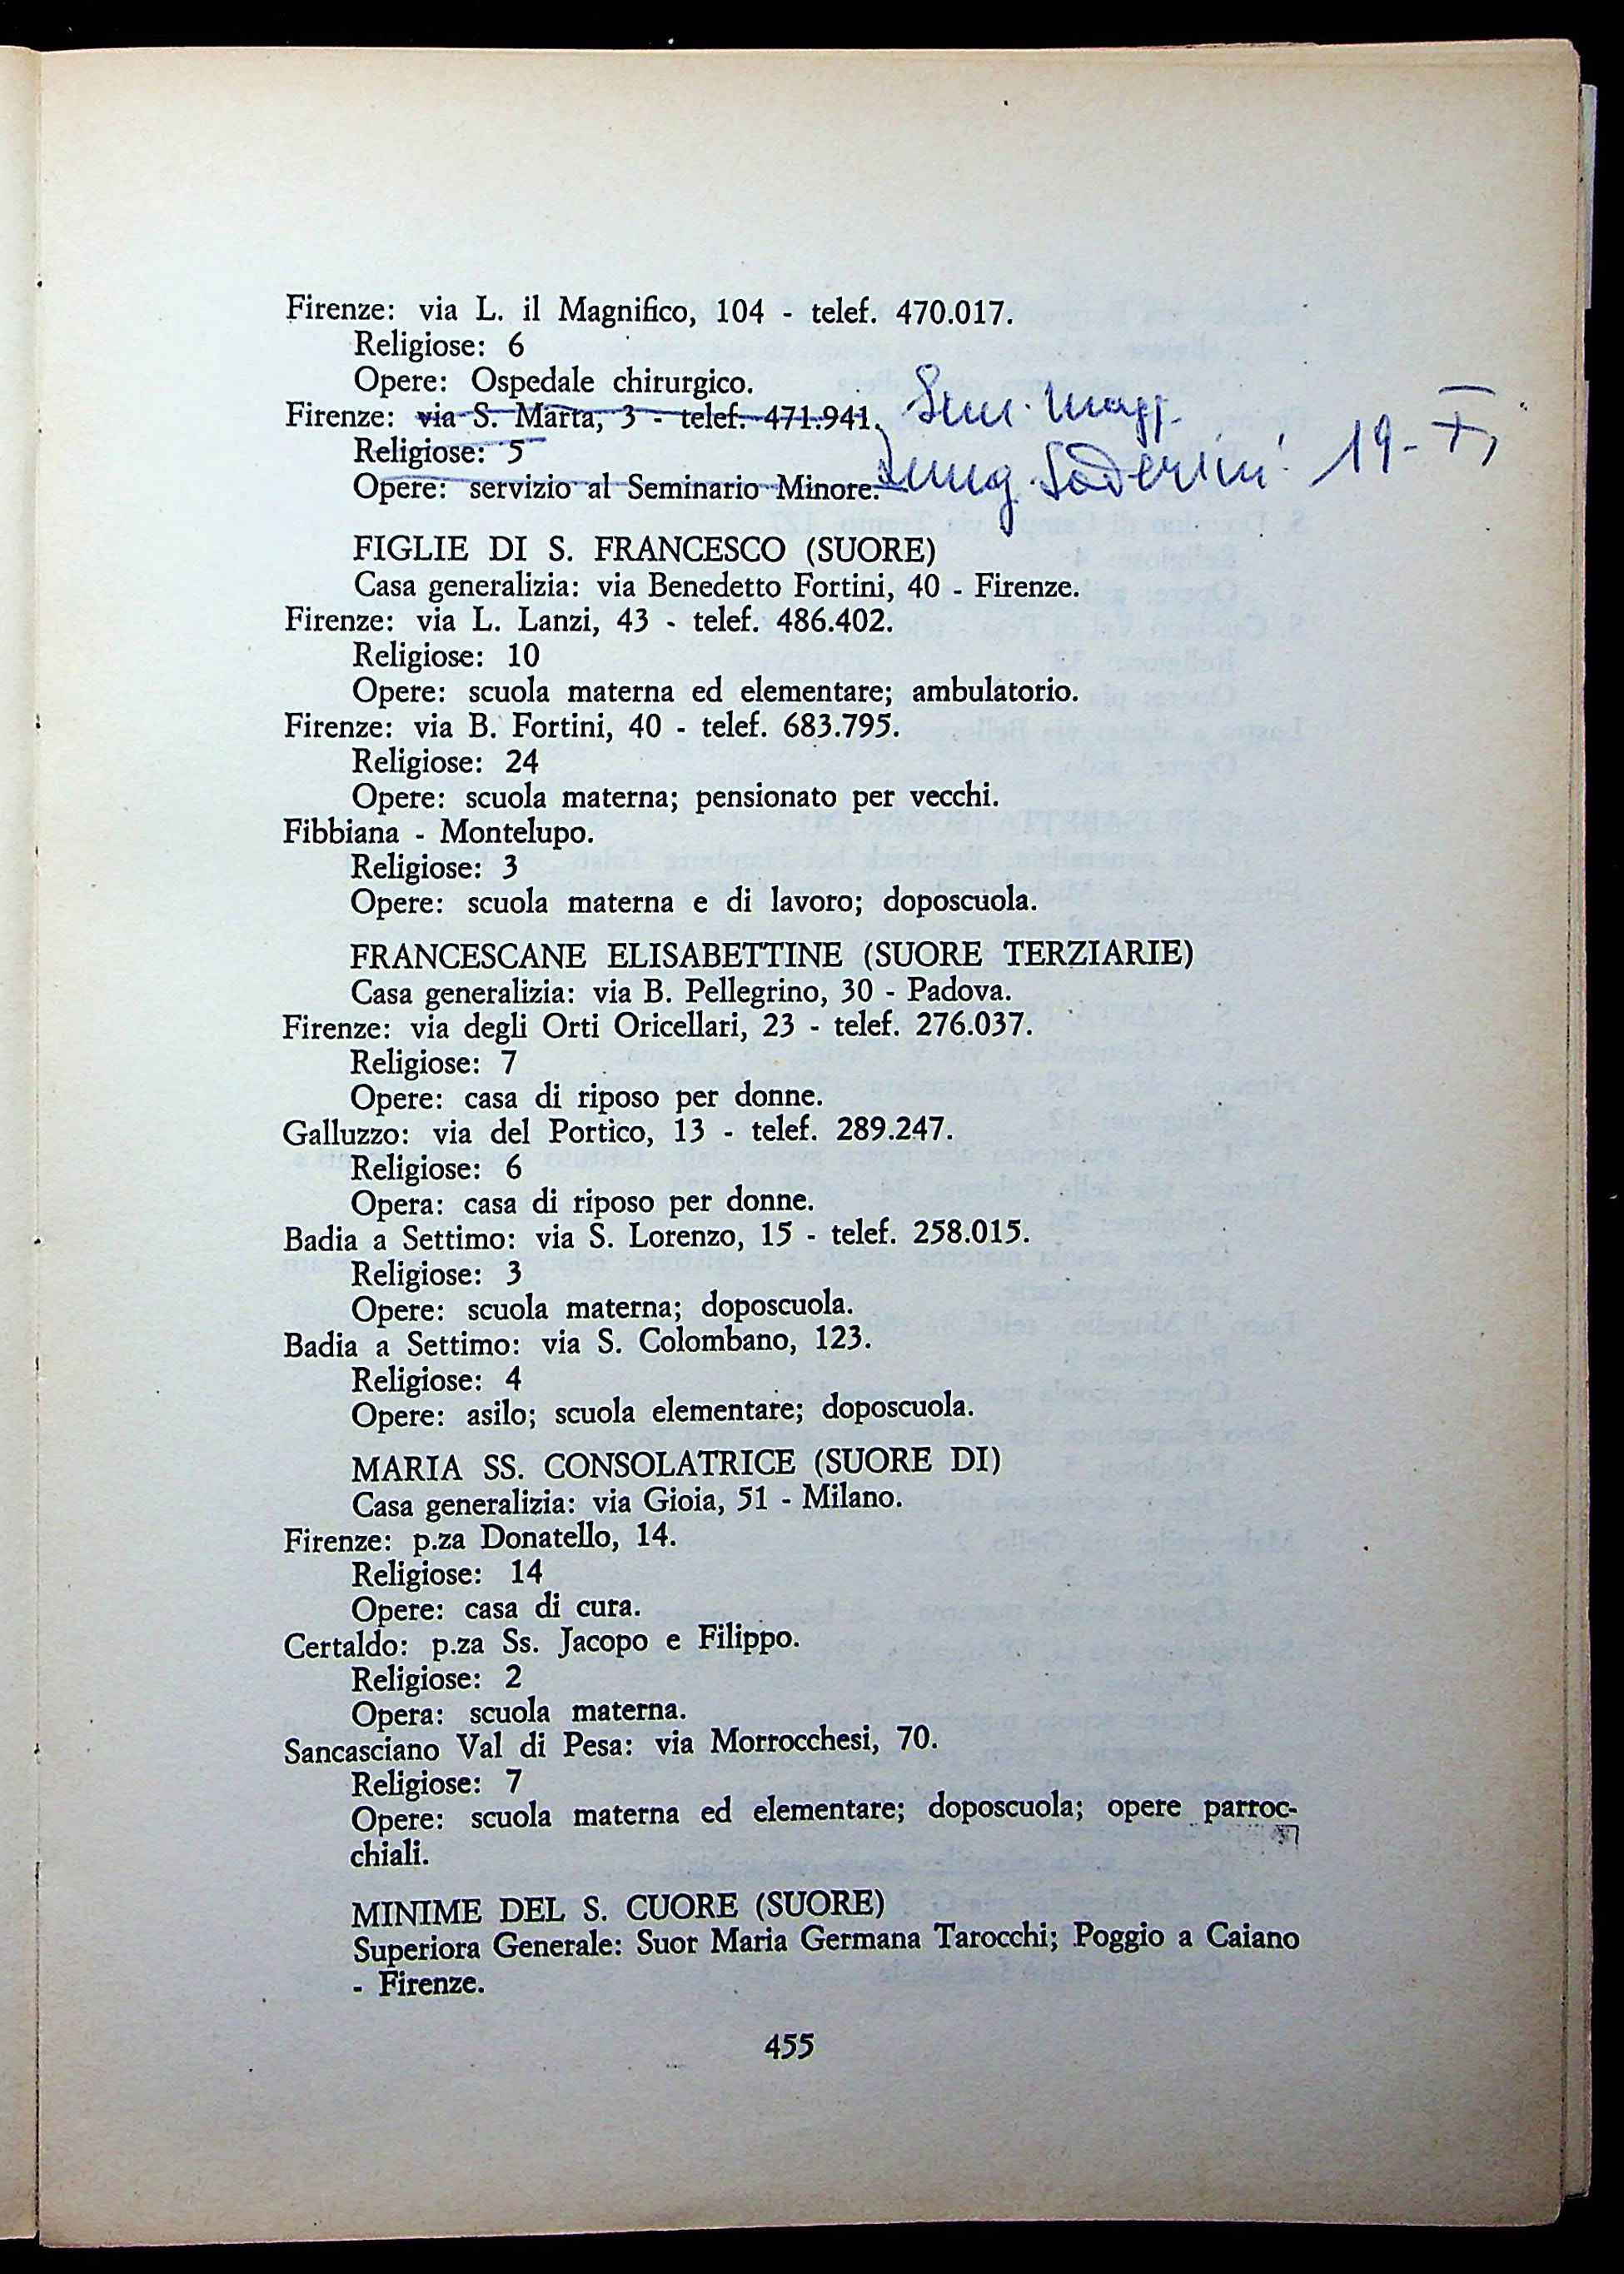 Firenze: via L. il Magnifico, 104 - telef. 470.017.
Religiose: 6
Opere: Ospedale chirurgico.
Firenze: via S. Marta, 3 - telef. 471.941. Sem. Magg.
Religiose: 5
Lung. Soderini 19 -
Opere: servizio al Seminario Minore.
FIGLIE DI S. FRANCESCO (SUORE)
Casa generalizia: via Benedetto Fortini, 40 - Firenze.
Firenze: via L. Lanzi, 43 - telef. 486.402.
Religiose: 10
Opere: scuola materna ed elementare; ambulatorio.
Firenze: via B. Fortini, 40 - telef. 683.795.
Religiose: 24
Opere: scuola materna; pensionato per vecchi.
Fibbiana - Montelupo.
Religiose: 3
Opere: scuola materna e di lavoro; doposcuola.
FRANCESCANE ELISABETTINE (SUORE TERZIARIE)
Casa generalizia: via B. Pellegrino, 30 - Padova.
Firenze: via degli Orti Oricellari, 23 - telef. 276.037.
Religiose: 7
Opere: casa di riposo per donne.
Galluzzo: via del Portico, 13 - telef. 289.247.
Religiose: 6
Opera: casa di riposo per donne.
Badia a Settimo: via S. Lorenzo, 15 - telef. 258.015.
Religiose: 3
Opere: scuola materna; doposcuola.
Badia a Settimo: via S. Colombano, 123.
Religiose: 4
Opere: asilo; scuola elementare; doposcuola.
MARIA SS. CONSOLATRICE (SUORE DI)
Casa generalizia: via Gioia, 51 - Milano.
Firenze: p.za Donatello, 14.
Religiose: 14
Opere: casa di cura.
Certaldo: p.za Ss. Jacopo e Filippo.
Religiose: 2
Opera: scuola materna.
Sancasciano Val di Pesa: via Morrocchesi, 70.
Religiose: 7
Opere: scuola materna ed elementare; doposcuola; opere parroc-
chiali.
MINIME DEL S. CUORE (SUORE)
Superiora Generale: Suor Maria Germana Tarocchi; Poggio a Caiano
- Firenze.
455